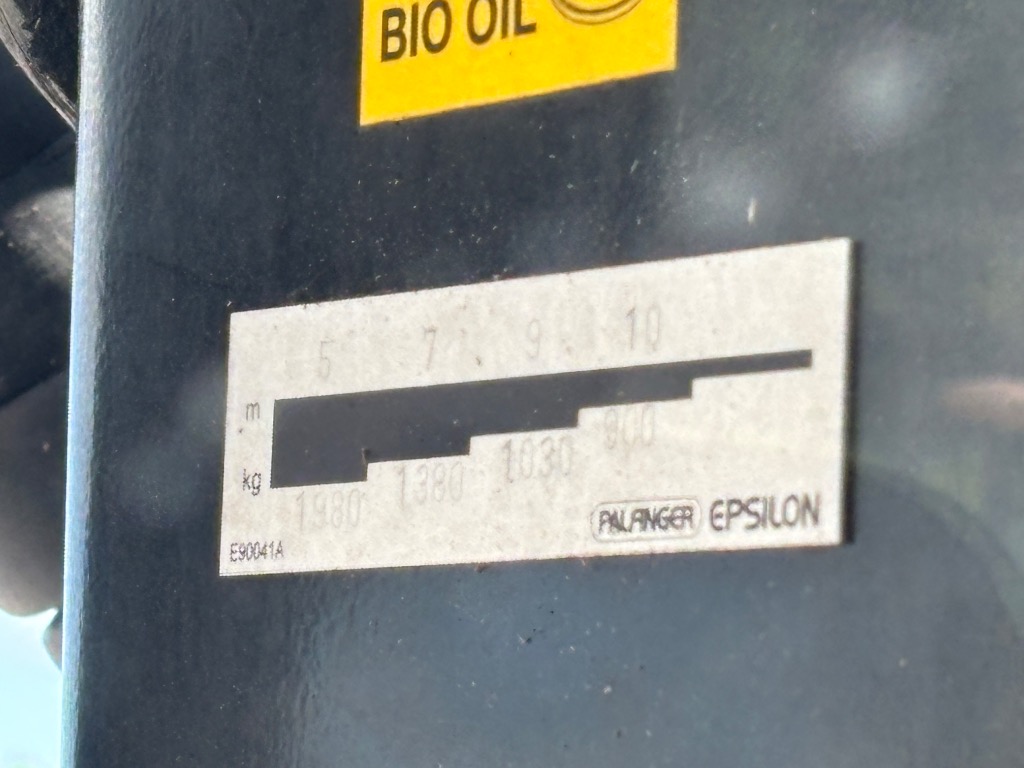 BIO OIL
5 7 9 10
m
kg
1980 1380 1030 900
PALFINGER EPSILON
E90041A